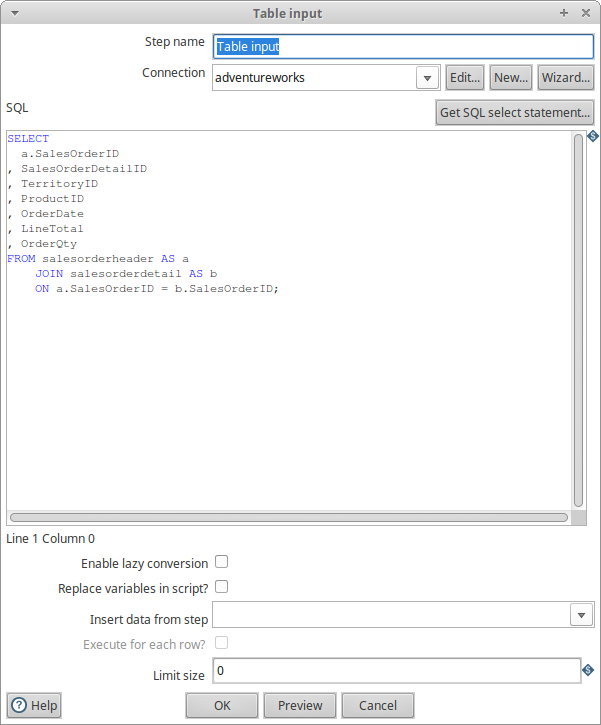 Table input
Step name Table input
Connection adventureworks Edit... New... Wizard...
SQL Get SQL select statement...
SELECT
  a.SalesOrderID
, SalesOrderDetailID
, TerritoryID
, ProductID
, OrderDate
, LineTotal
, OrderQty
FROM salesorderheader AS a
    JOIN salesorderdetail AS b
    ON a.SalesOrderID = b.SalesOrderID;
Line 1 Column 0
Enable lazy conversion
Replace variables in script?
Insert data from step
Execute for each row?
Limit size 0
? Help OK Preview Cancel